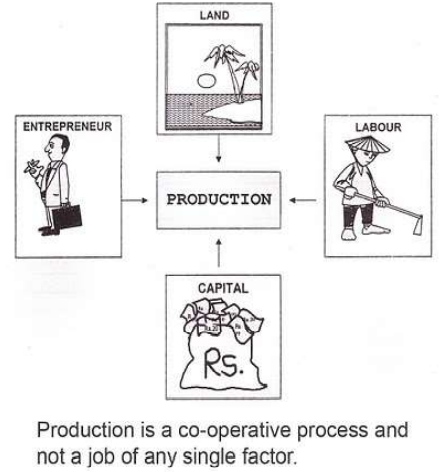 LAND
ENTREPRENEUR
LABOUR
PRODUCTION
CAPITAL
Rs.
Production is a co-operative process and
not a job of any single factor.